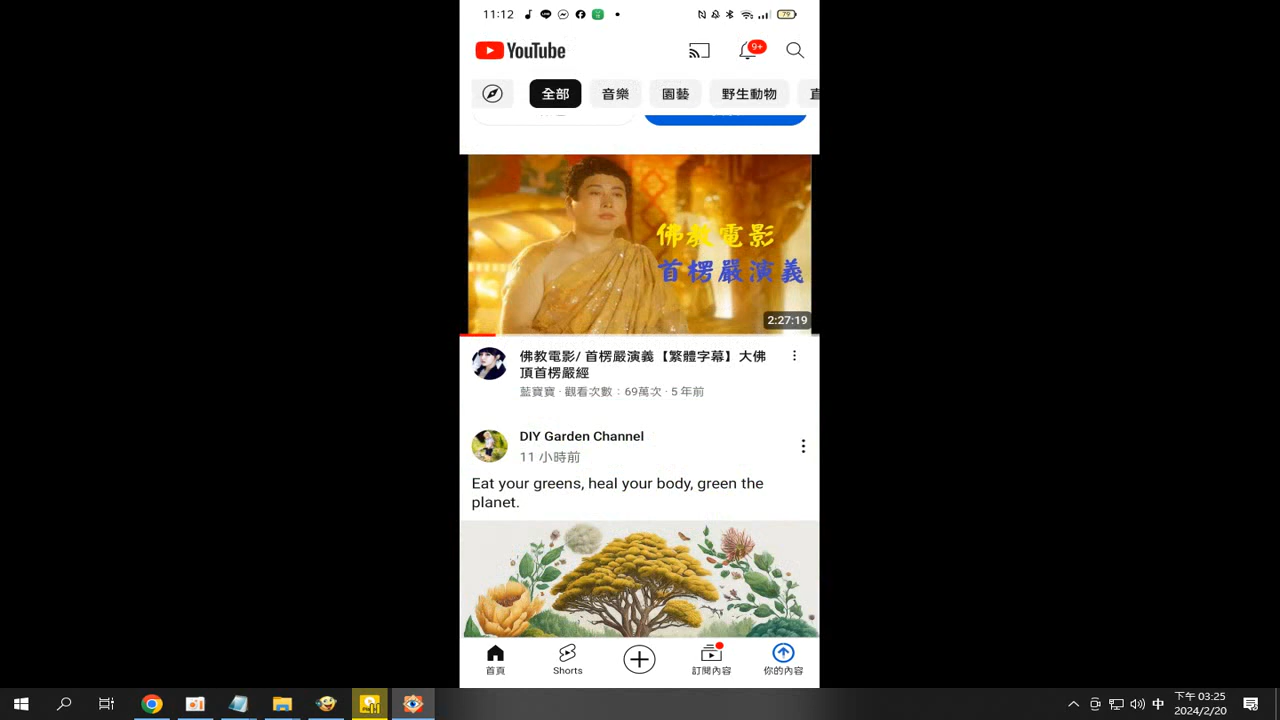 11:12
79
YouTube
9+
全部
音樂
園藝
野生動物
佛教電影
首楞嚴演義
2:27:19
佛教電影/ 首楞嚴演義【繁體字幕】大佛
頂首楞嚴經
藍寶寶 · 觀看次數：69萬次 · 5 年前
DIY Garden Channel
11 小時前
Eat your greens, heal your body, green the
planet.
首頁
Shorts
訂閱內容
你的內容
中
下午 03:25
2024/2/20